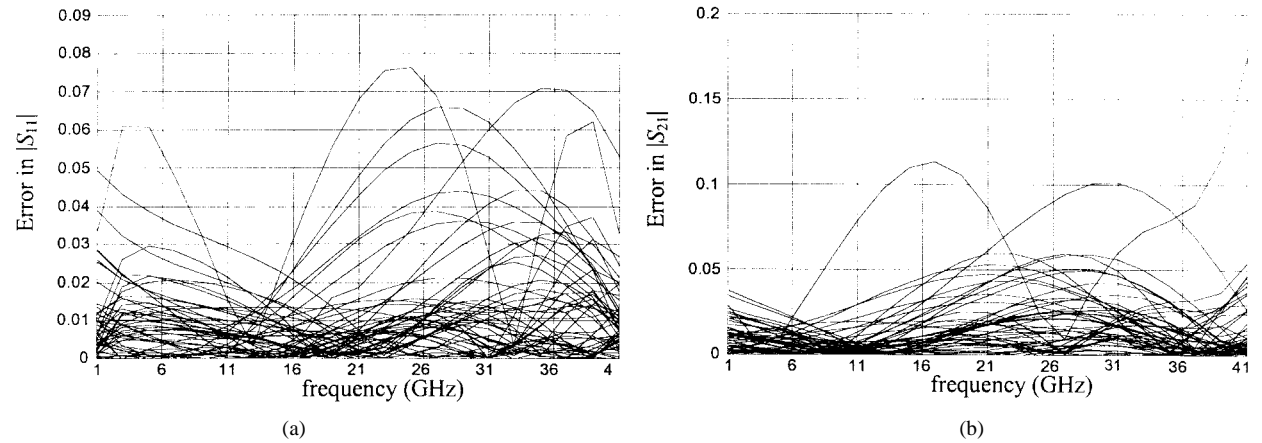 0.09
0.08
0.07
0.06
0.05
0.04
0.03
0.02
0.01
0
Error in |S11|
1 6 11 16 21 26 31 36 4
frequency (GHz)
(a)
0.2
0.15
0.1
0.05
0
Error in |S21|
1 6 11 16 21 26 31 36 41
frequency (GHz)
(b)